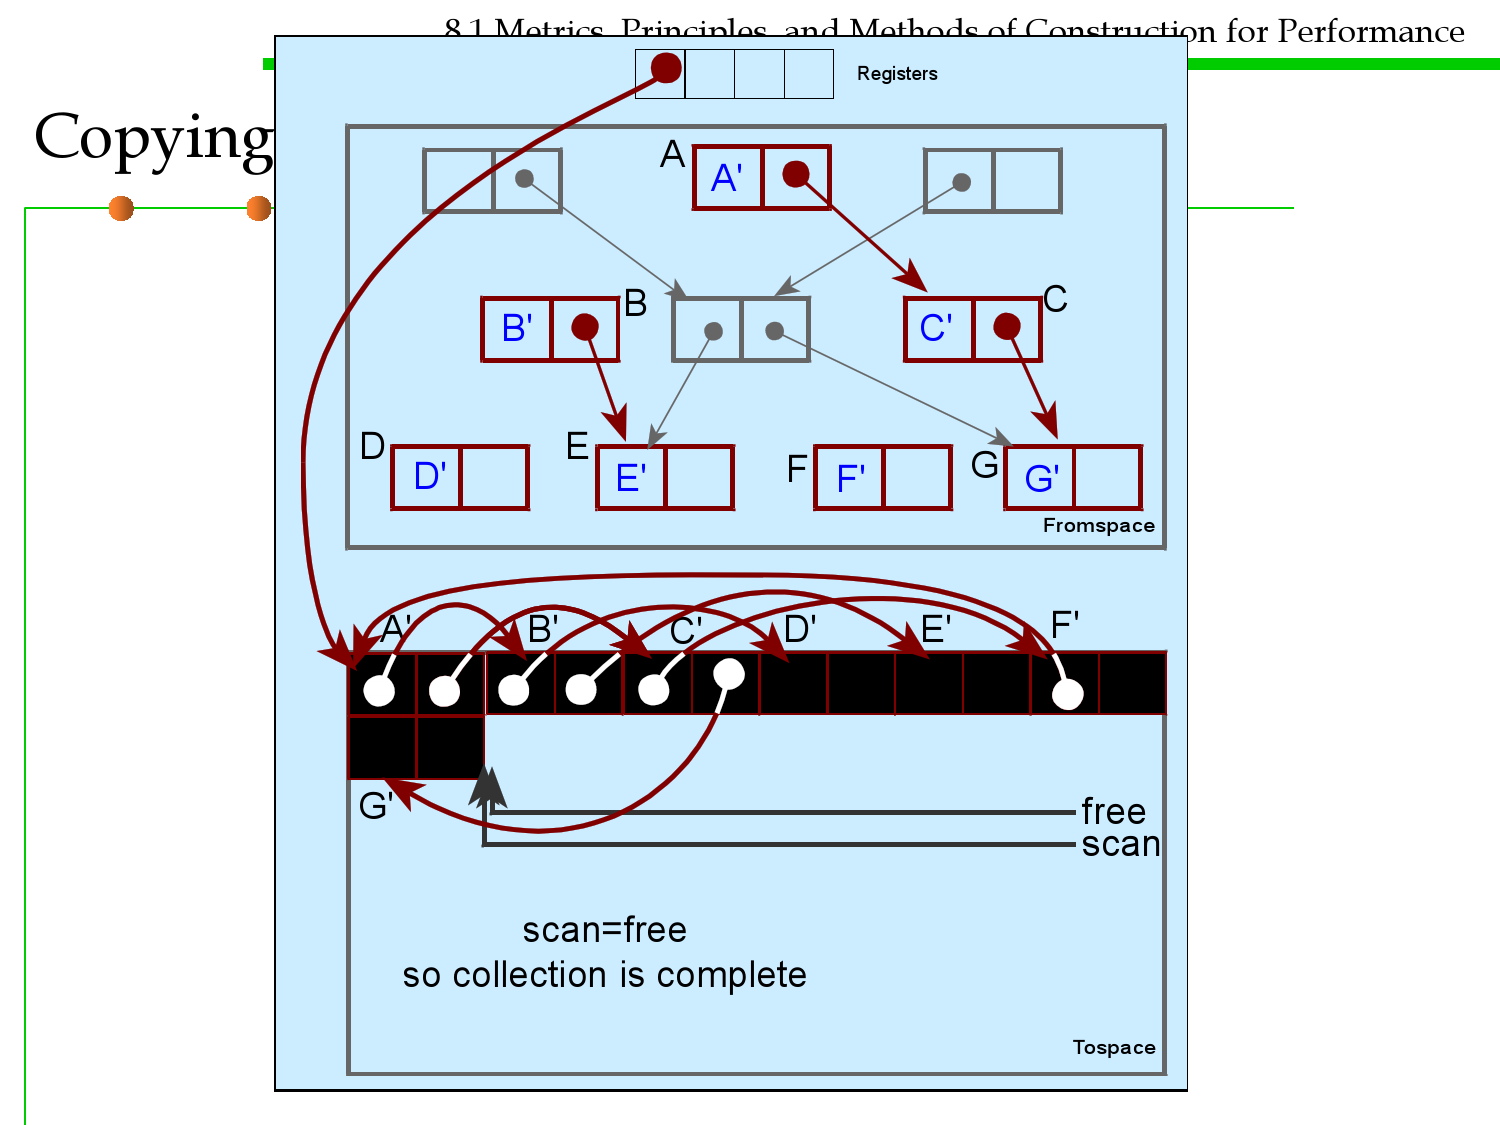 8.1 Metrics, Principles, and Methods of Construction for Performance
Registers
Copying
A
A'
B
B'
C'
C
D
D'
E
E'
F
F'
G
G'
Fromspace
A'
B'
C'
D'
E'
F'
G'
free
scan
scan=free
so collection is complete
Tospace